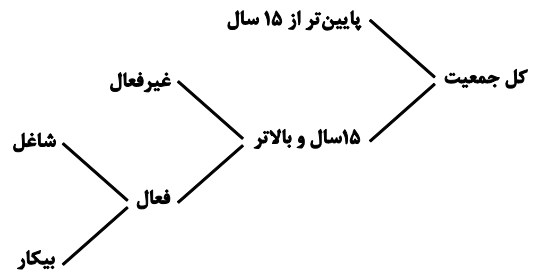 پایین‌تر از ۱۵ سال
کل جمعیت
غیرفعال
۱۵سال و بالاتر
شاغل
فعال
بیکار